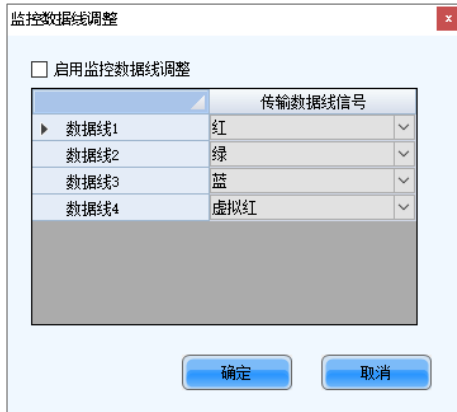 监控数据线调整
x
启用监控数据线调整
传输数据线信号
数据线1 红
数据线2 绿
数据线3 蓝
数据线4 虚拟红
确定 取消